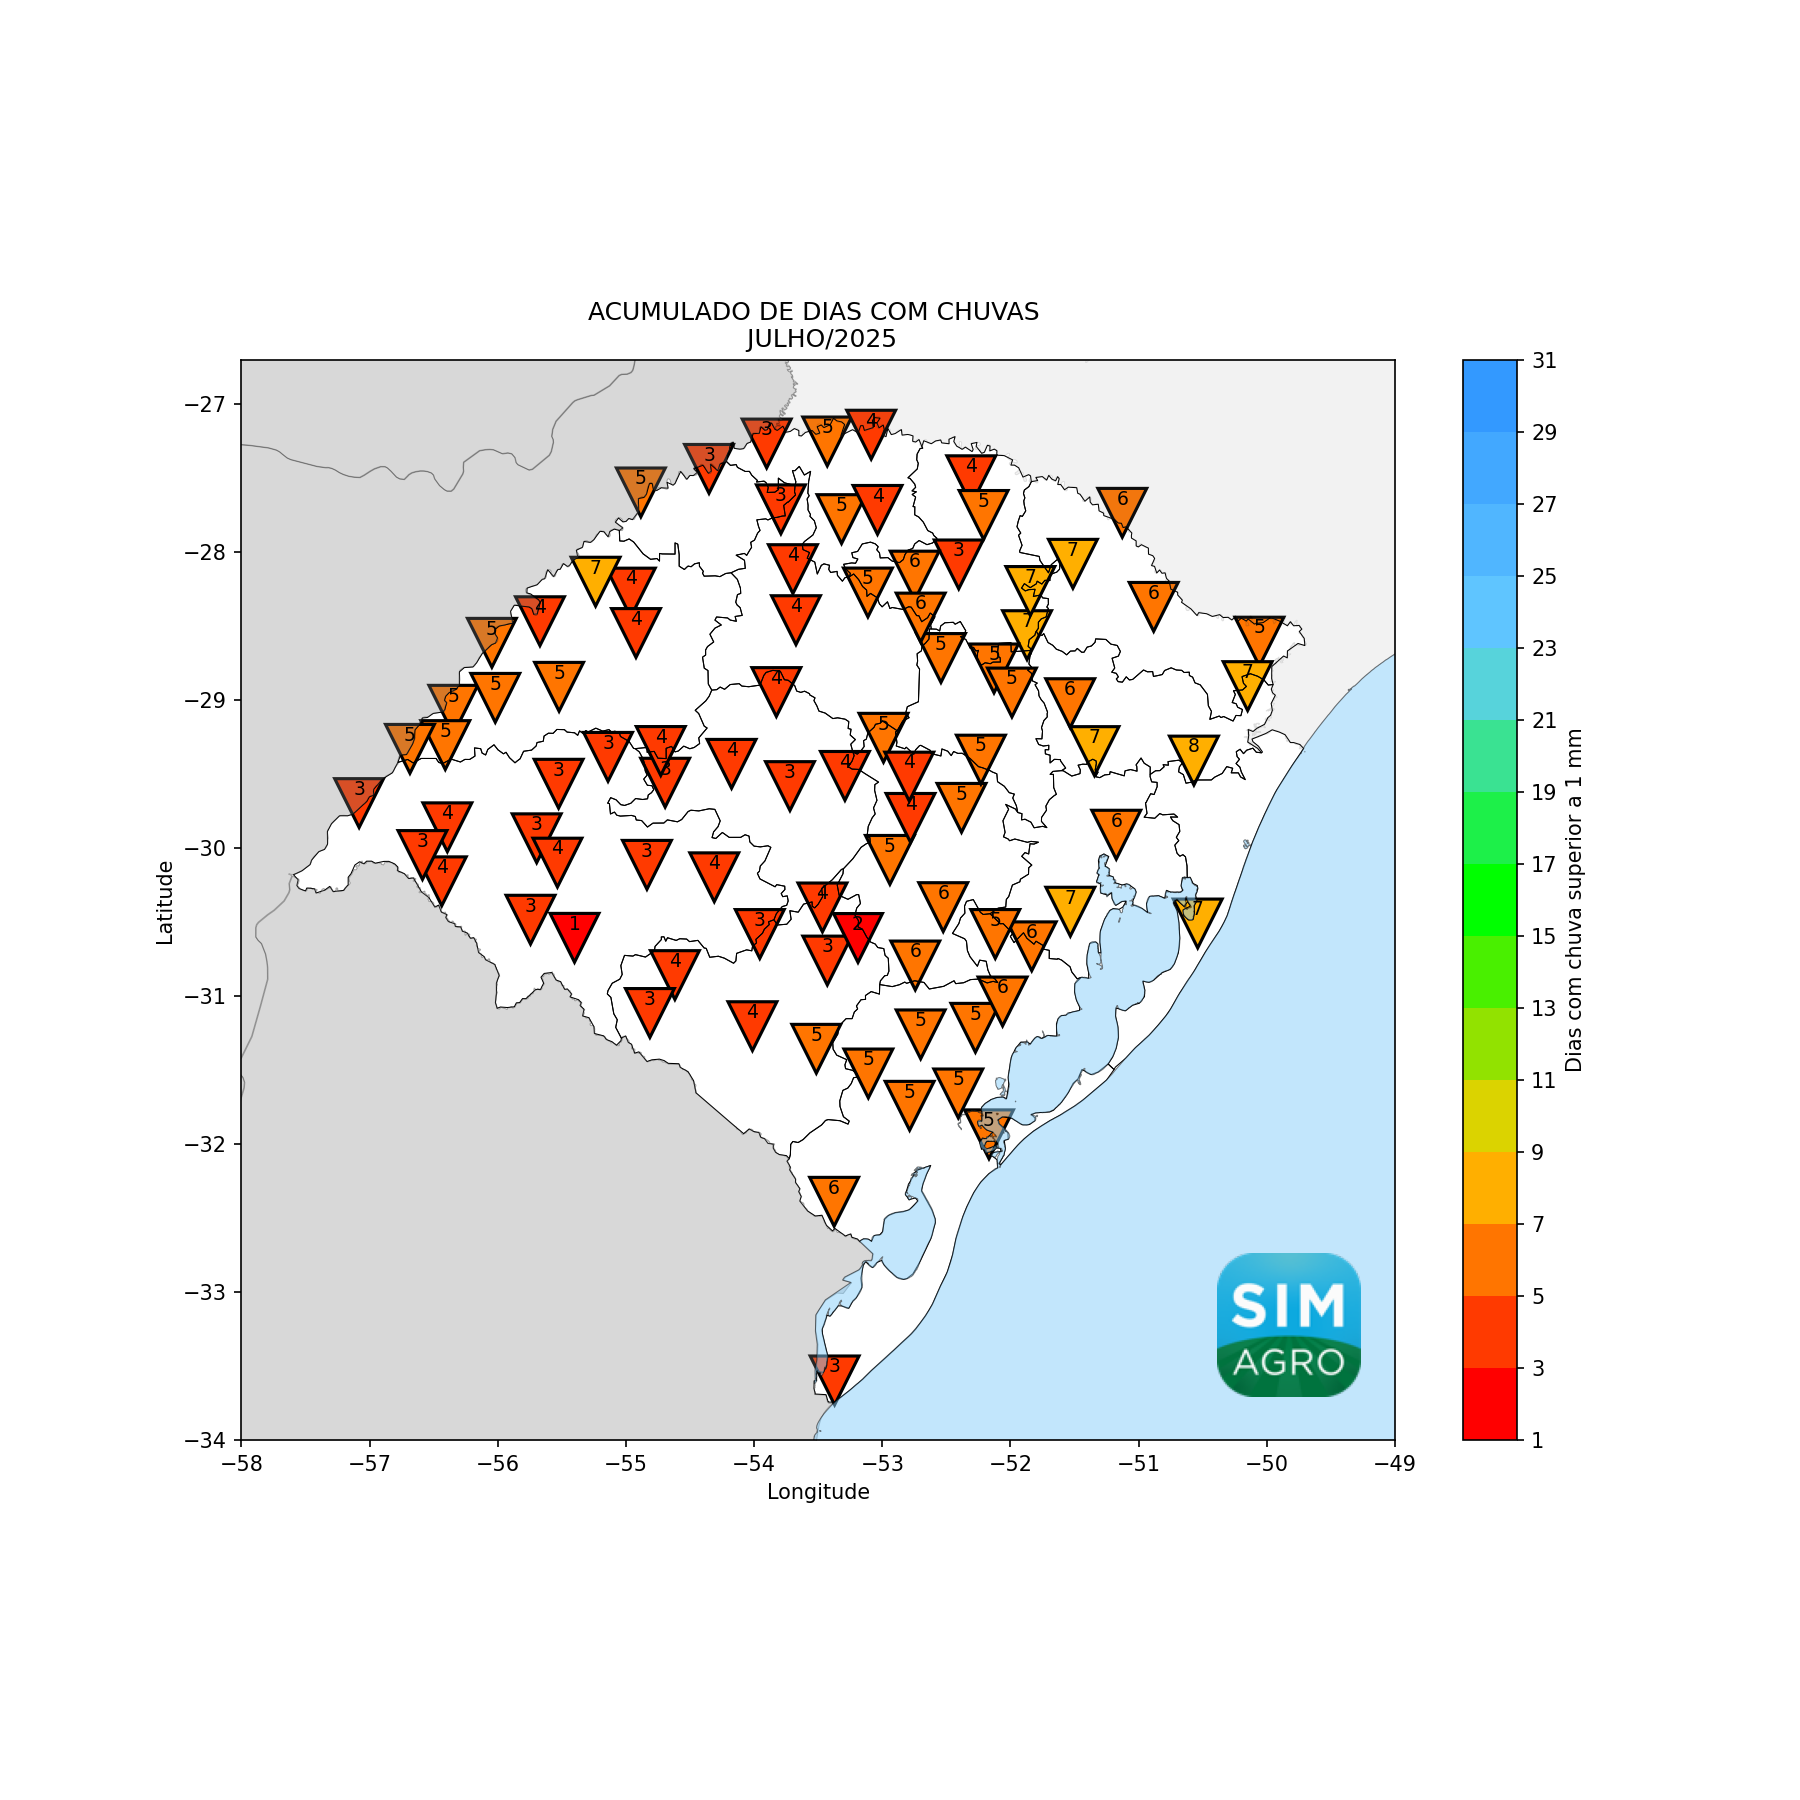 ACUMULADO DE DIAS COM CHUVAS
JULHO/2025
31
29
27
25
23
21
19
17
15
13
11
9
7
5
3
1
Dias com chuva superior a 1 mm
−27
−28
−29
−30
−31
−32
−33
−34
Latitude
3 5 4
3 4
5 3 5 4 5 6
4 3 7
7 4 5 6 7 6
4 4 4 6 7 5
5 5 5
5 5 4 5 6 7
5
5 5 3 4 4 5 5 7 8
3 3 3 4 4
3 4 4 5 6
3 3 4 3 4 5
4 4 6 7 7
3 1 3 2 5 6
4 3 6
3 4 5 5 6
5 5
5 5
5
6
3
SIM
AGRO
−58
−57
−56
−55
−54
−53
−52
−51
−50
−49
Longitude